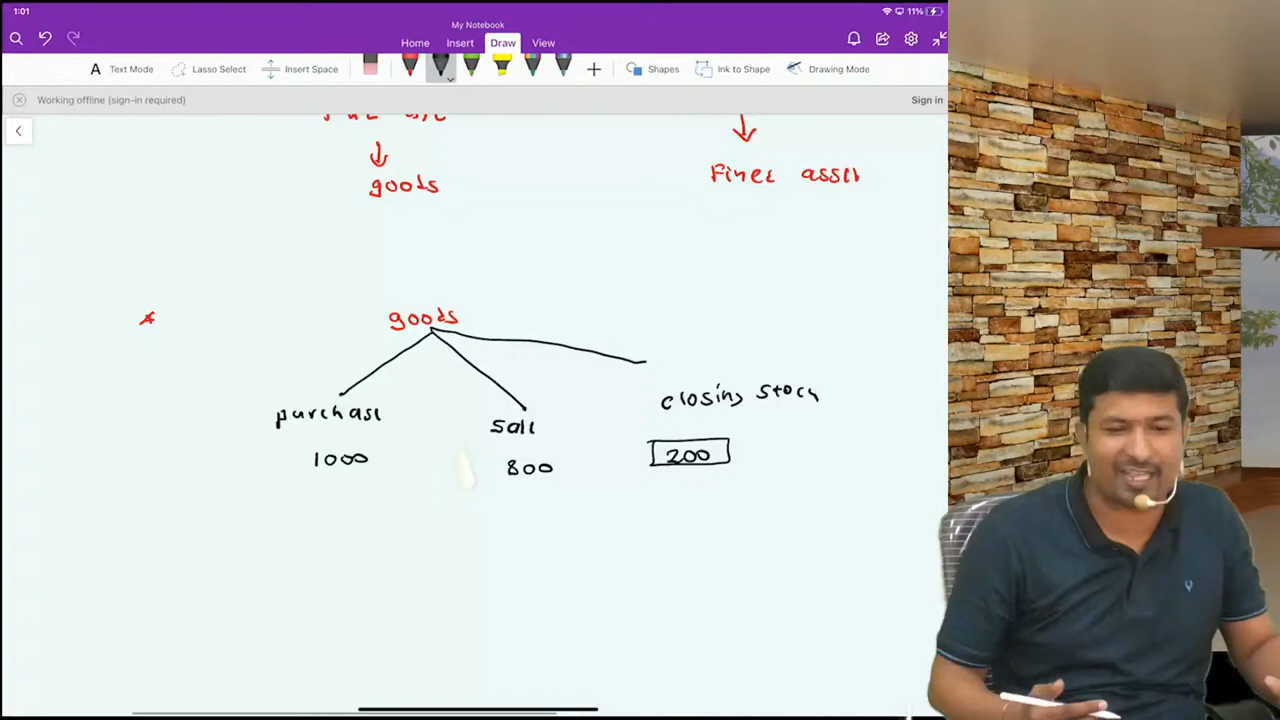 1:01
11%
My Notebook
Home Insert Draw View
Text Mode
Lasso Select
Insert Space
Shapes
Ink to Shape
Drawing Mode
Working offline (sign-in required)
Sign in
goods
goods
purchase
sale
closing stock
1000
800
200